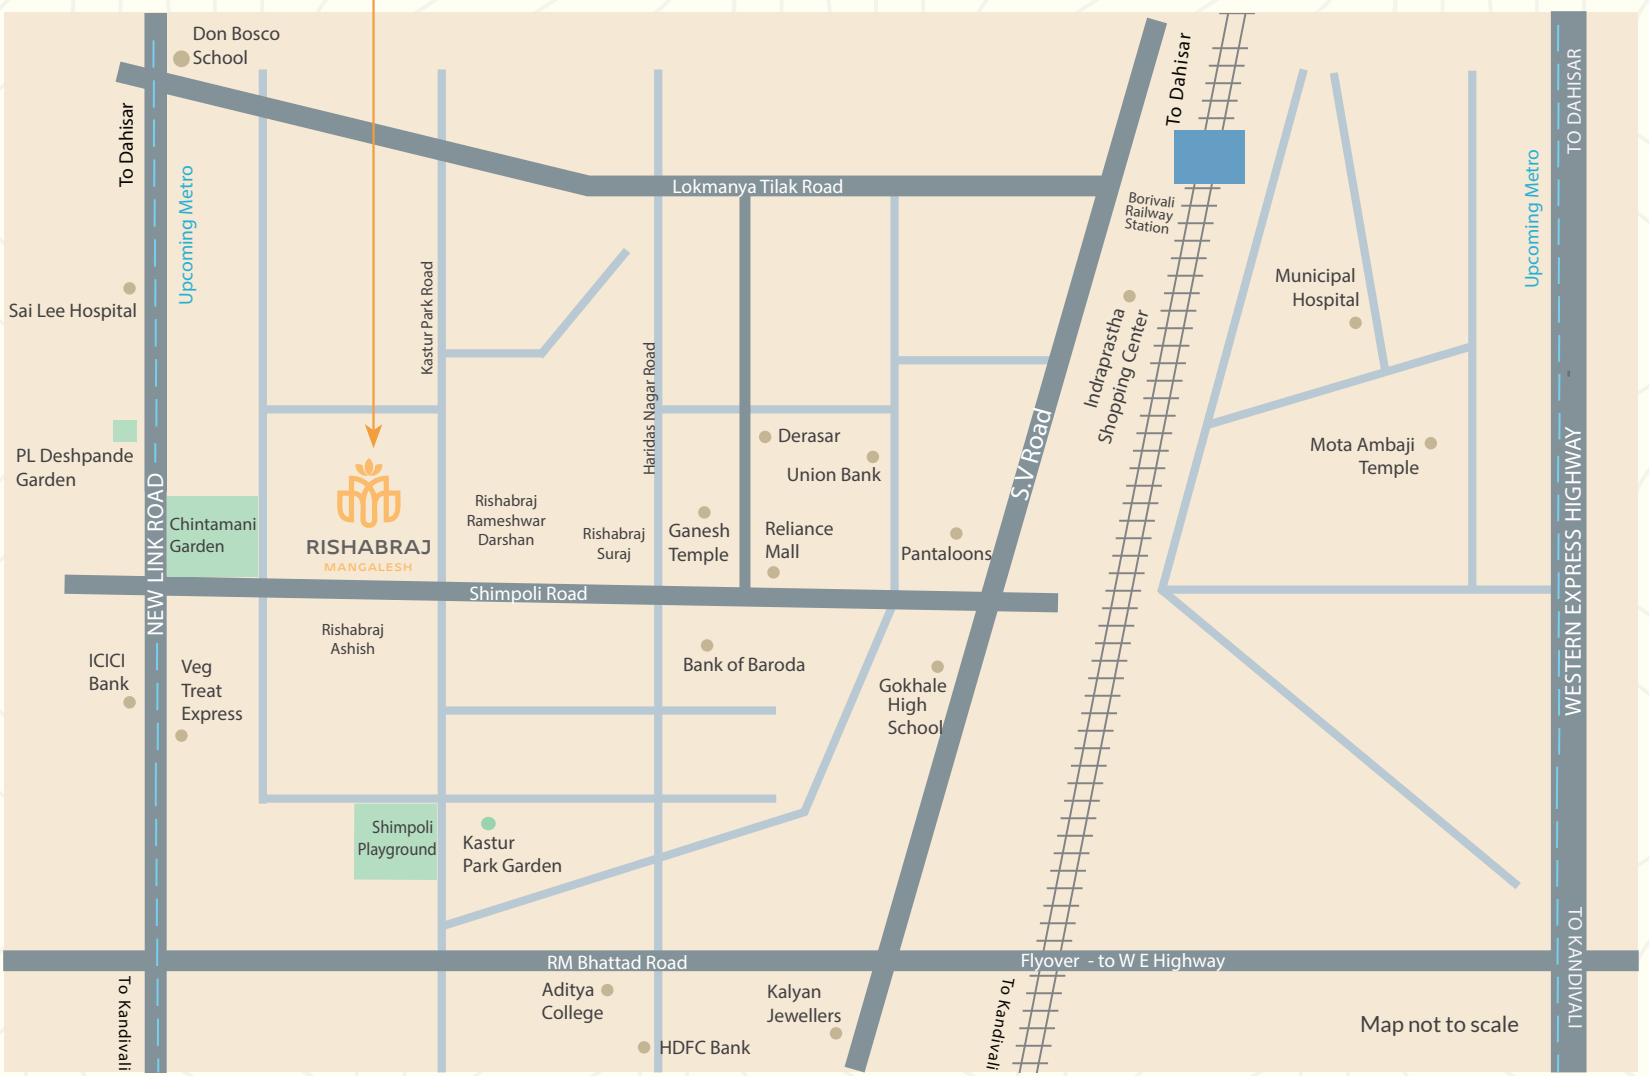 Don Bosco
School
To Dahisar
Upcoming Metro
To Dahisar
TO DAHISAR
Upcoming Metro
Lokmanya Tilak Road
Borivali
Railway
Station
Sai Lee Hospital
Kastur Park Road
Haridas Nagar Road
Indraprastha
Shopping Center
Municipal
Hospital
PL Deshpande
Garden
Derasar
Union Bank
S.V Road
Mota Ambaji
Temple
NEW LINK ROAD
Chintamani
Garden
RISHABRAJ
MANGALESH
Rishabraj
Rameshwar
Darshan
Rishabraj
Suraj
Ganesh
Temple
Reliance
Mall
Pantaloons
WESTERN EXPRESS HIGHWAY
Shimpoli Road
Rishabraj
Ashish
ICICI
Bank
Veg
Treat
Express
Bank of Baroda
Gokhale
High
School
Shimpoli
Playground
Kastur
Park Garden
RM Bhattad Road
Flyover - to W E Highway
To Kandivali
Aditya
College
HDFC Bank
Kalyan
Jewellers
To Kandivali
TO KANDIVALI
Map not to scale